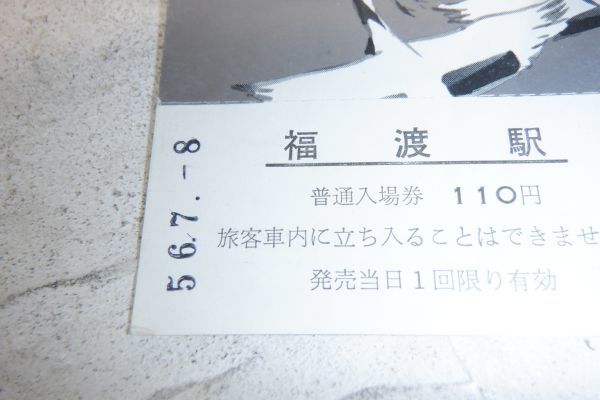 福渡駅
普通入場券 110円
旅客車内に立ち入ることはできませ
発売当日1回限り有効
56.7.-8